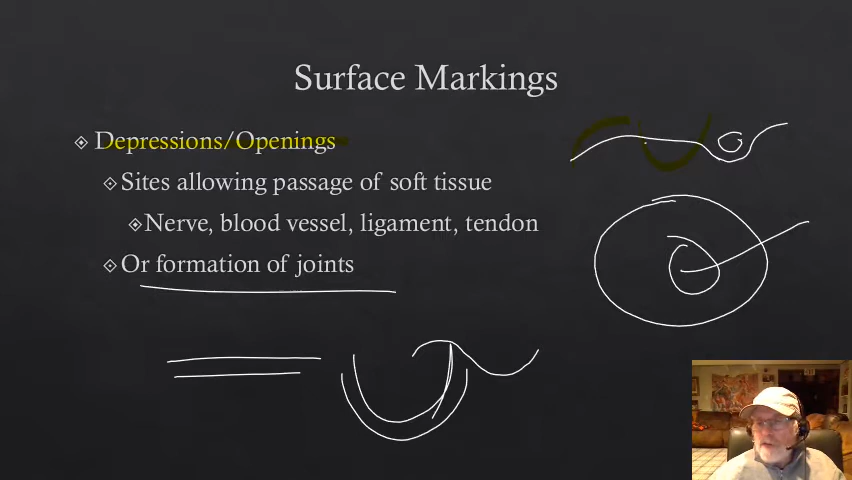 Surface Markings
Depressions/Openings
Sites allowing passage of soft tissue
Nerve, blood vessel, ligament, tendon
Or formation of joints